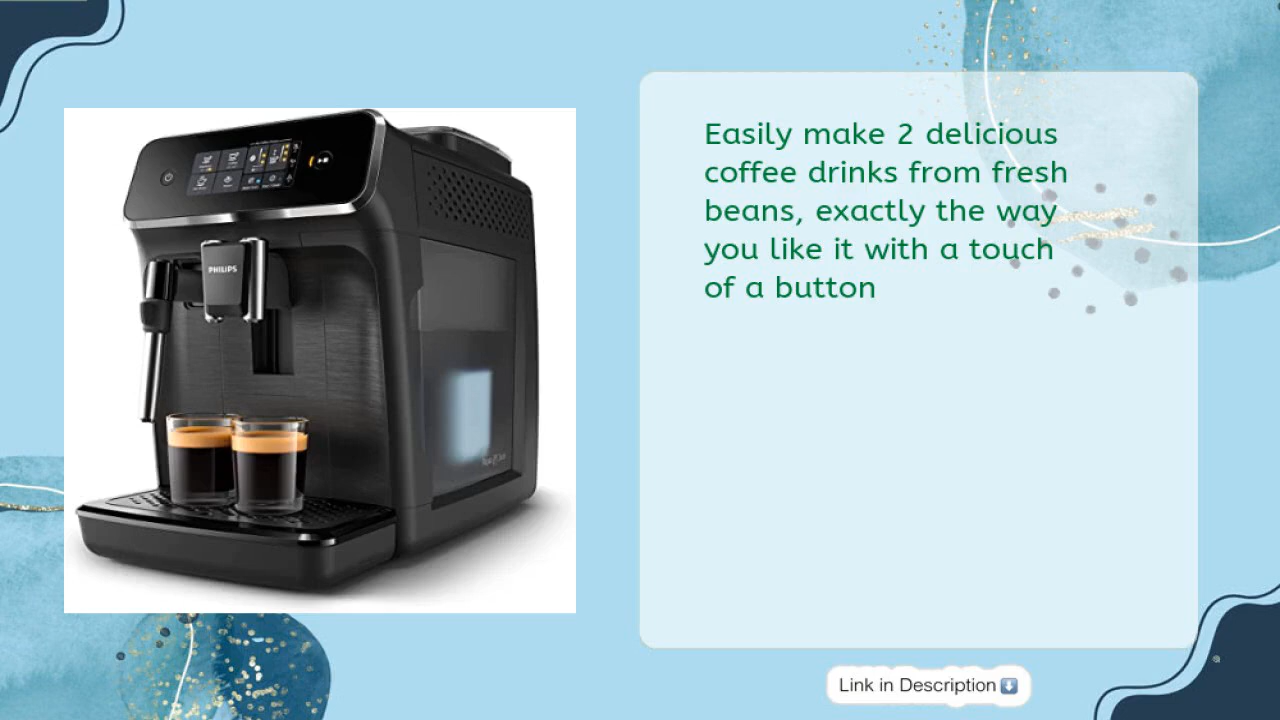 PHILIPS
Easily make 2 delicious
coffee drinks from fresh
beans, exactly the way
you like it with a touch
of a button
Link in Description